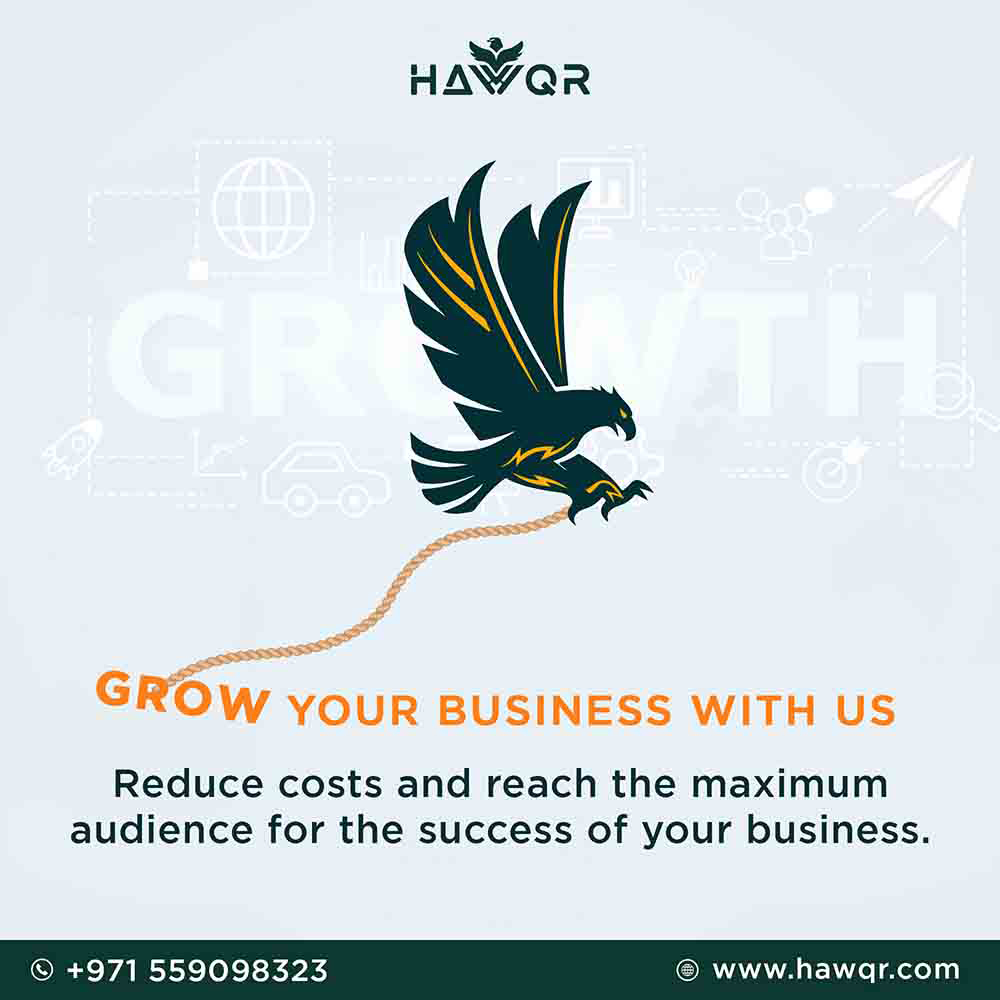 HAWQR
GROWTH
GROW YOUR BUSINESS WITH US
Reduce costs and reach the maximum
audience for the success of your business.
+971 559098323
www.hawqr.com